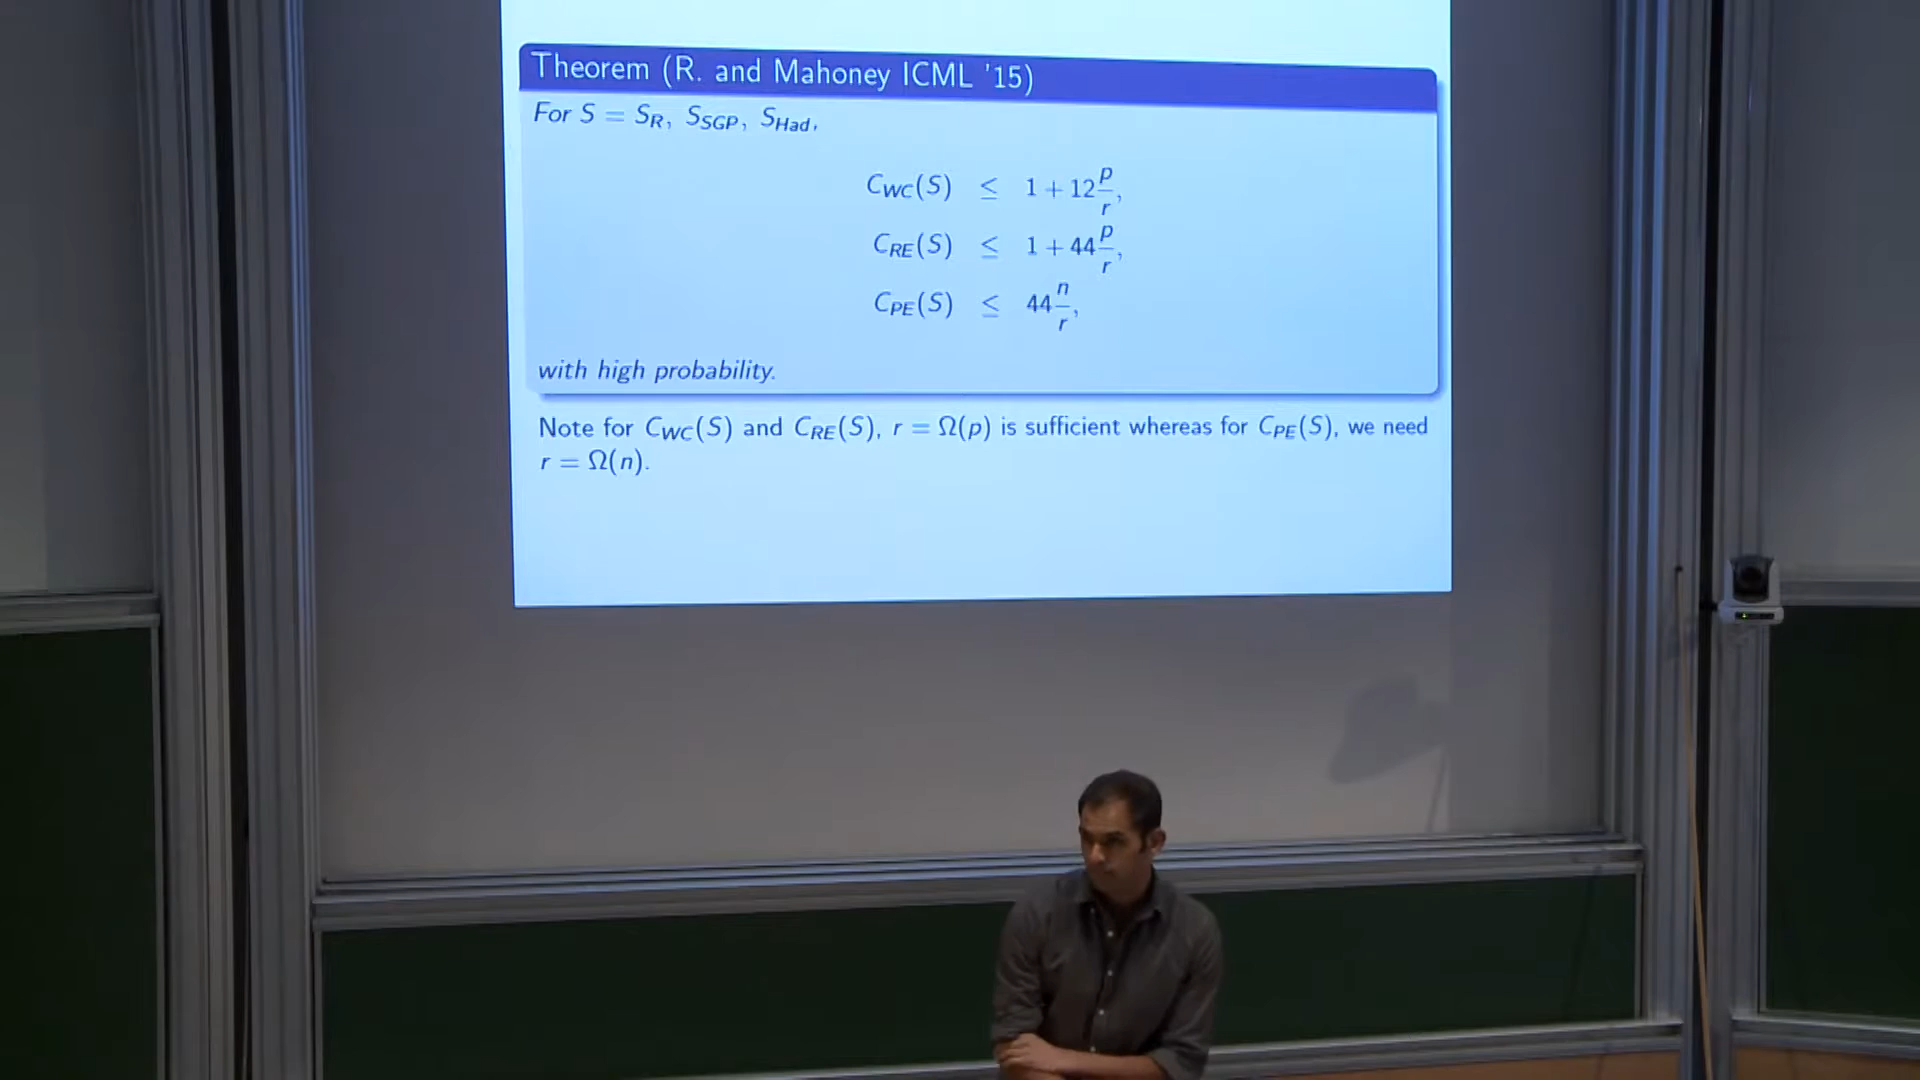 Theorem (R. and Mahoney ICML '15)
For S = S_R, S_SGP, S_Had,
C_WC(S) ≤ 1 + 12 p/r,
C_RE(S) ≤ 1 + 44 p/r,
C_PE(S) ≤ 44 n/r,
with high probability.
Note for C_WC(S) and C_RE(S), r = Ω(p) is sufficient whereas for C_PE(S), we need
r = Ω(n).